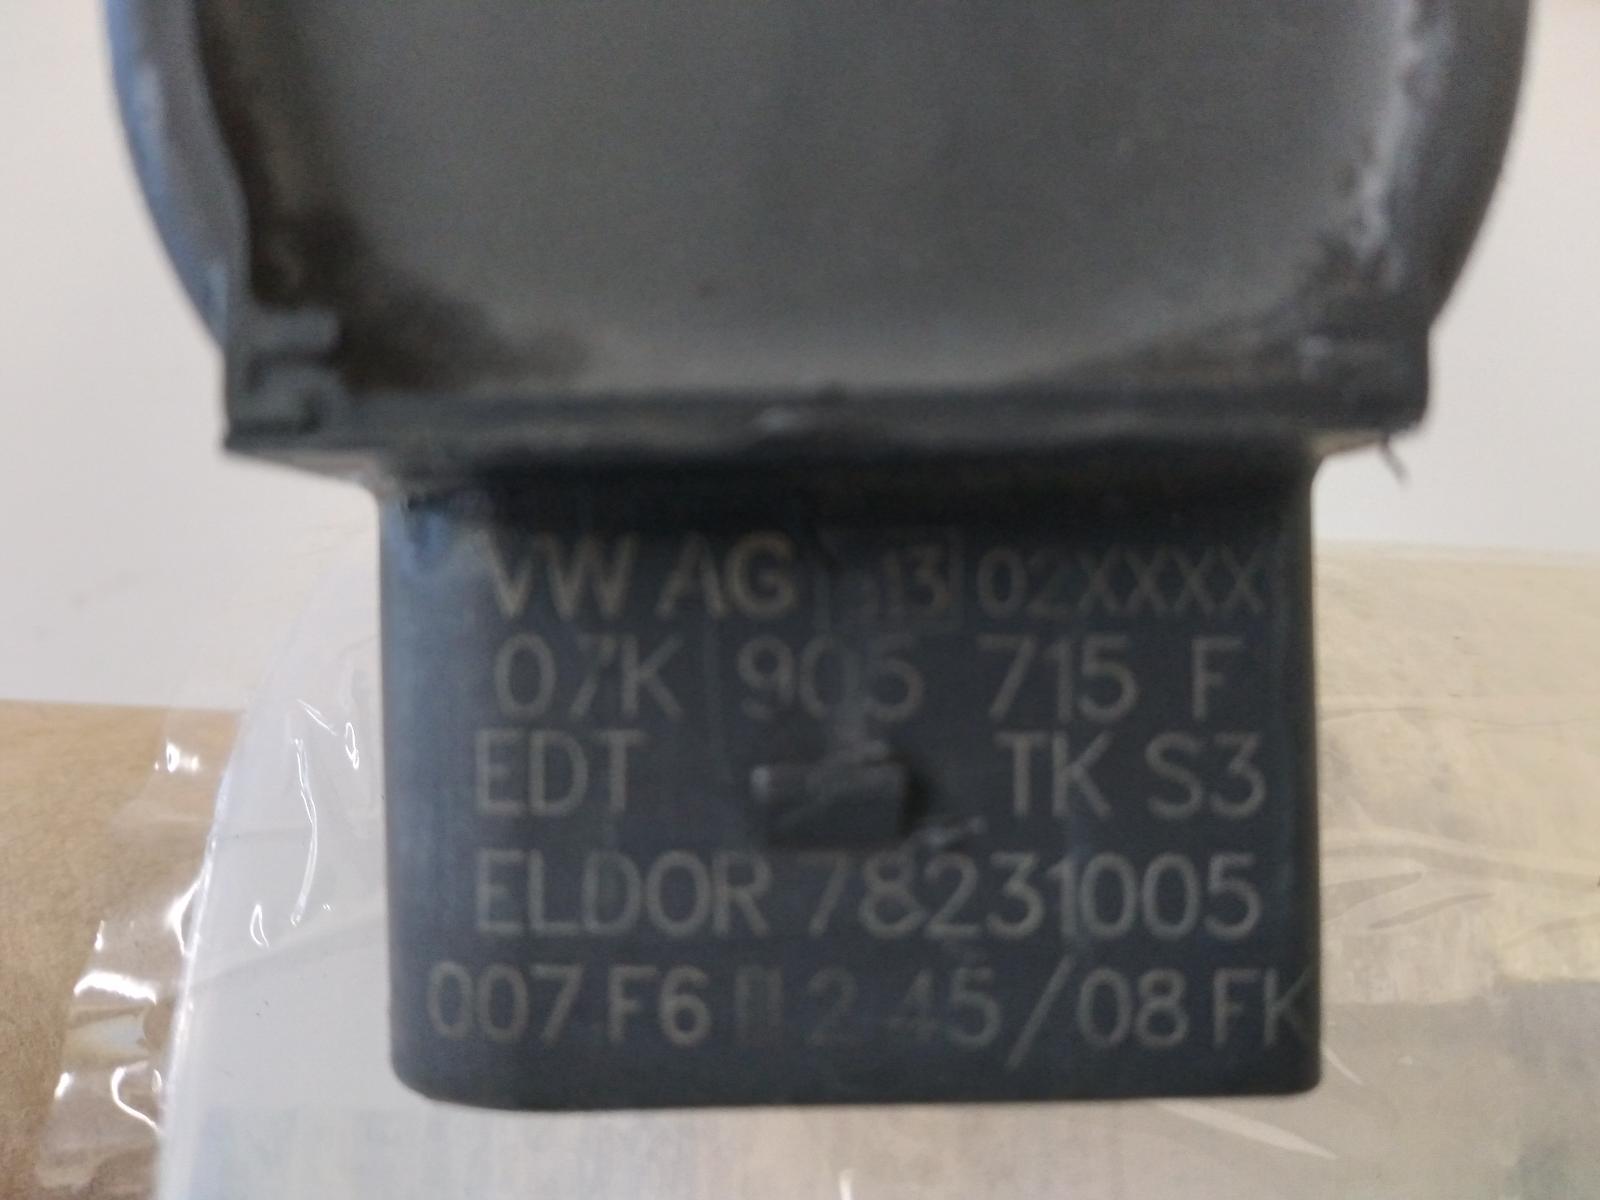 VW AG 13 02XXXX
07K 905 715 F
EDT TK S3
ELDOR 78231005
007 F6 2 45/08 FK